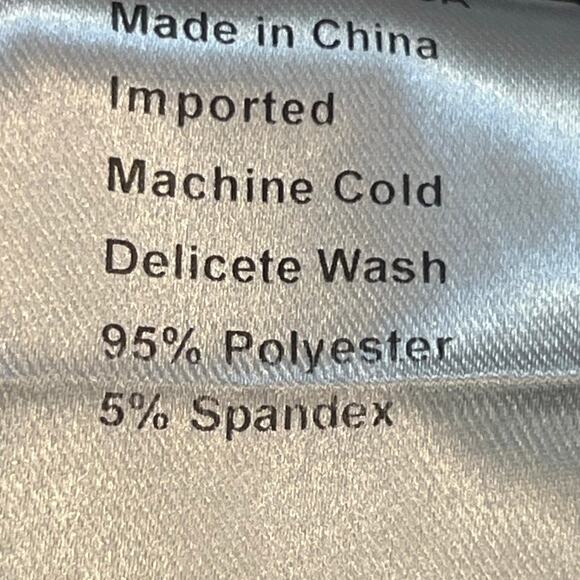 Made in China
Imported
Machine Cold
Delicete Wash
95% Polyester
5% Spandex